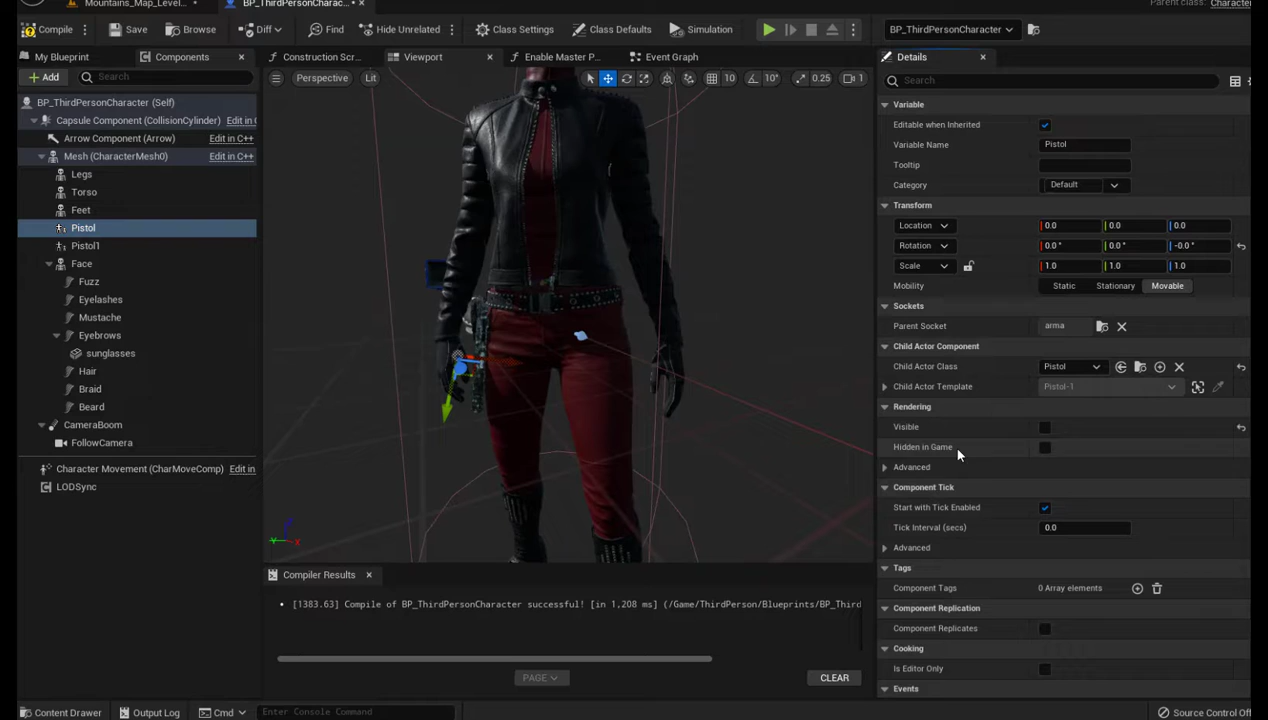 Mountains_Map_Level...
BP_ThirdPersonCharac...
Parent class: Character
Compile
Save
Browse
Diff
Find
Hide Unrelated
Class Settings
Class Defaults
Simulation
BP_ThirdPersonCharacter
My Blueprint
Components
Construction Scr...
Viewport
Enable Master P...
Event Graph
Details
Add
Search
Perspective
Lit
10
10°
0.25
1
Search
BP_ThirdPersonCharacter (Self)
Capsule Component (CollisionCylinder) Edit in C
Arrow Component (Arrow) Edit in C++
Mesh (CharacterMesh0) Edit in C++
Legs
Torso
Feet
Pistol
Pistol1
Face
Fuzz
Eyelashes
Mustache
Eyebrows
sunglasses
Hair
Braid
Beard
CameraBoom
FollowCamera
Character Movement (CharMoveComp) Edit in
LODSync
Z
Y
X
Compiler Results
[1383.63] Compile of BP_ThirdPersonCharacter successful! [in 1,208 ms] (/Game/ThirdPerson/Blueprints/BP_Third
PAGE
CLEAR
Variable
Editable when Inherited
Variable Name Pistol
Tooltip
Category Default
Transform
Location 0.0 0.0 0.0
Rotation 0.0 ° 0.0 ° -0.0 °
Scale 1.0 1.0 1.0
Mobility Static Stationary Movable
Sockets
Parent Socket arma
Child Actor Component
Child Actor Class Pistol
Child Actor Template Pistol-1
Rendering
Visible
Hidden in Game
Advanced
Component Tick
Start with Tick Enabled
Tick Interval (secs) 0.0
Advanced
Tags
Component Tags 0 Array elements
Component Replication
Component Replicates
Cooking
Is Editor Only
Events
Content Drawer
Output Log
Cmd
Enter Console Command
Source Control Off